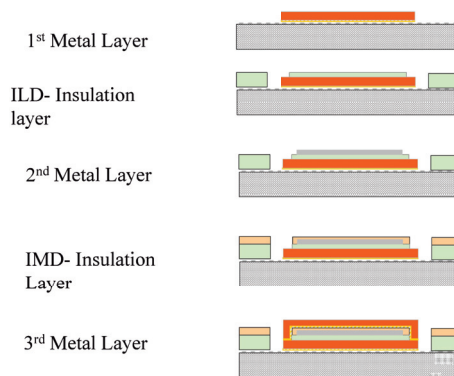 1st Metal Layer
ILD- Insulation
layer
2nd Metal Layer
IMD- Insulation
Layer
3rd Metal Layer